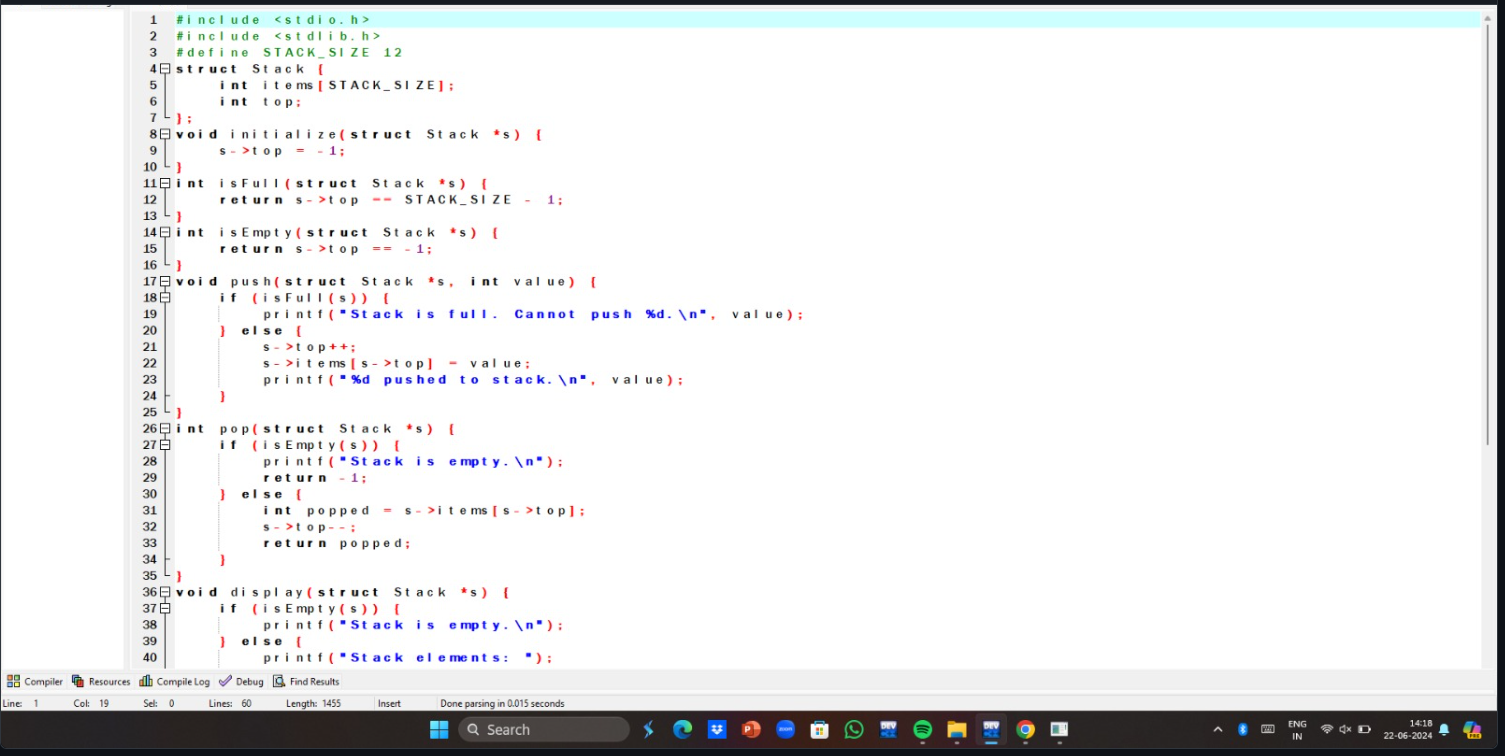 1 #include <stdio.h>
2 #include <stdlib.h>
3 #define STACK_SIZE 12
4 struct Stack {
5 int items[STACK_SIZE];
6 int top;
7 };
8 void initialize(struct Stack *s) {
9 s->top = -1;
10 }
11 int isFull(struct Stack *s) {
12 return s->top == STACK_SIZE - 1;
13 }
14 int isEmpty(struct Stack *s) {
15 return s->top == -1;
16 }
17 void push(struct Stack *s, int value) {
18 if (isFull(s)) {
19 printf("Stack is full. Cannot push %d.\n", value);
20 } else {
21 s->top++;
22 s->items[s->top] = value;
23 printf("%d pushed to stack.\n", value);
24 }
25 }
26 int pop(struct Stack *s) {
27 if (isEmpty(s)) {
28 printf("Stack is empty.\n");
29 return -1;
30 } else {
31 int popped = s->items[s->top];
32 s->top--;
33 return popped;
34 }
35 }
36 void display(struct Stack *s) {
37 if (isEmpty(s)) {
38 printf("Stack is empty.\n");
39 } else {
40 printf("Stack elements: ");
Compiler Resources Compile Log Debug Find Results
Line: 1 Col: 19 Sel: 0 Lines: 60 Length: 1455 Insert Done parsing in 0.015 seconds
Search
ENG
IN
14:18
22-06-2024